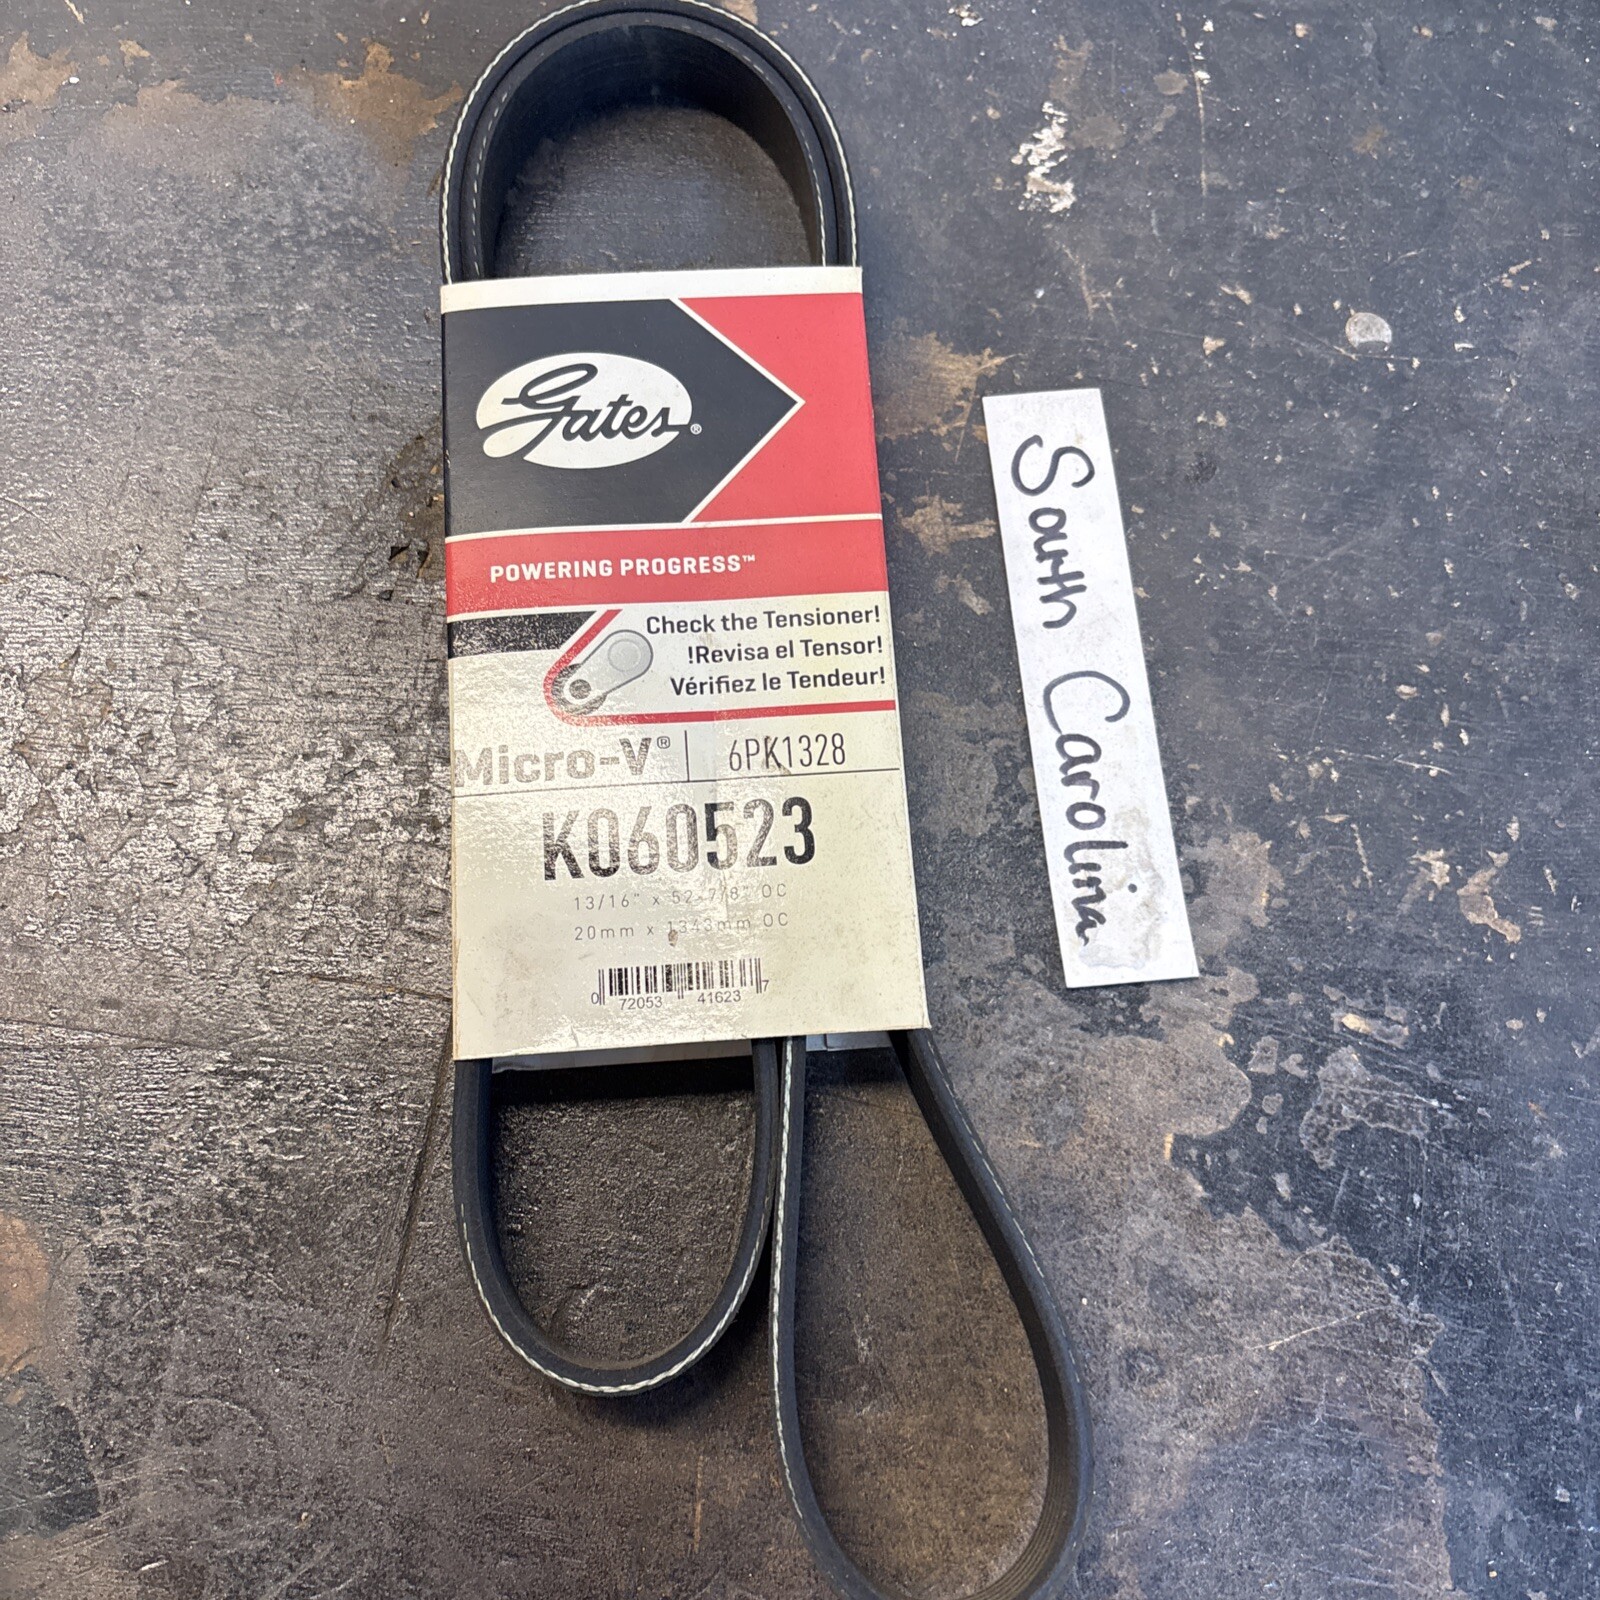 Gates®
POWERING PROGRESS™
Check the Tensioner!
!Revisa el Tensor!
Vérifiez le Tendeur!
Micro-V® 6PK1328
K060523
13/16" x 52-7/8" OC
20mm x 1343mm OC
0 72053 41623 7
South Carolina